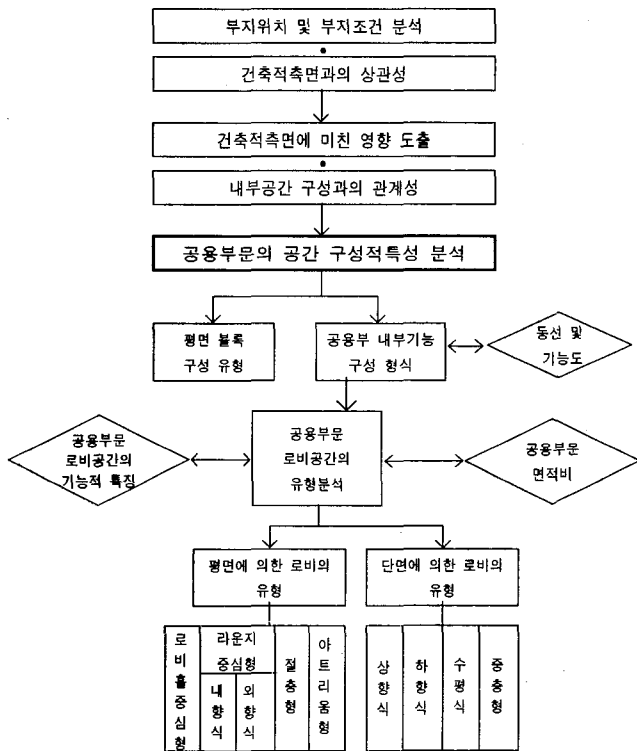 부지위치 및 부지조건 분석
건축적측면과의 상관성
건축적측면에 미친 영향 도출
내부공간 구성과의 관계성
공용부문의 공간 구성적특성 분석
평면 블록
구성 유형
공용부 내부기능
구성 형식
동선 및
기능도
공용부문
로비공간의
기능적 특징
공용부문
로비공간의
유형분석
공용부문
면적비
평면에 의한 로비의
유형
단면에 의한 로비의
유형
로비홀중심형
라운지
중심형
내향식
외향식
절충형
아트리움형
상향식
하향식
수평식
중층형